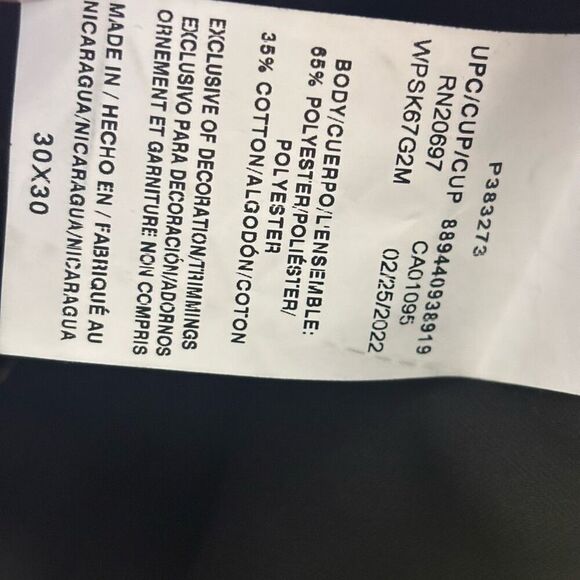 P383273
UPC/CUP/CUP 889440938919
RN20697 CA01095
WPSK67G2M 02/25/2022
BODY/CUERPO/L'ENSEMBLE:
65% POLYESTER/POLIÉSTER/
POLYESTER
35% COTTON/ALGODÓN/COTON
EXCLUSIVE OF DECORATION/TRIMMINGS
EXCLUSIVO PARA DECORACIÓN/ADORNOS
ORNEMENT ET GARNITURE NON COMPRIS
MADE IN / HECHO EN / FABRIQUÉ AU
NICARAGUA/NICARAGUA/NICARAGUA
30X30